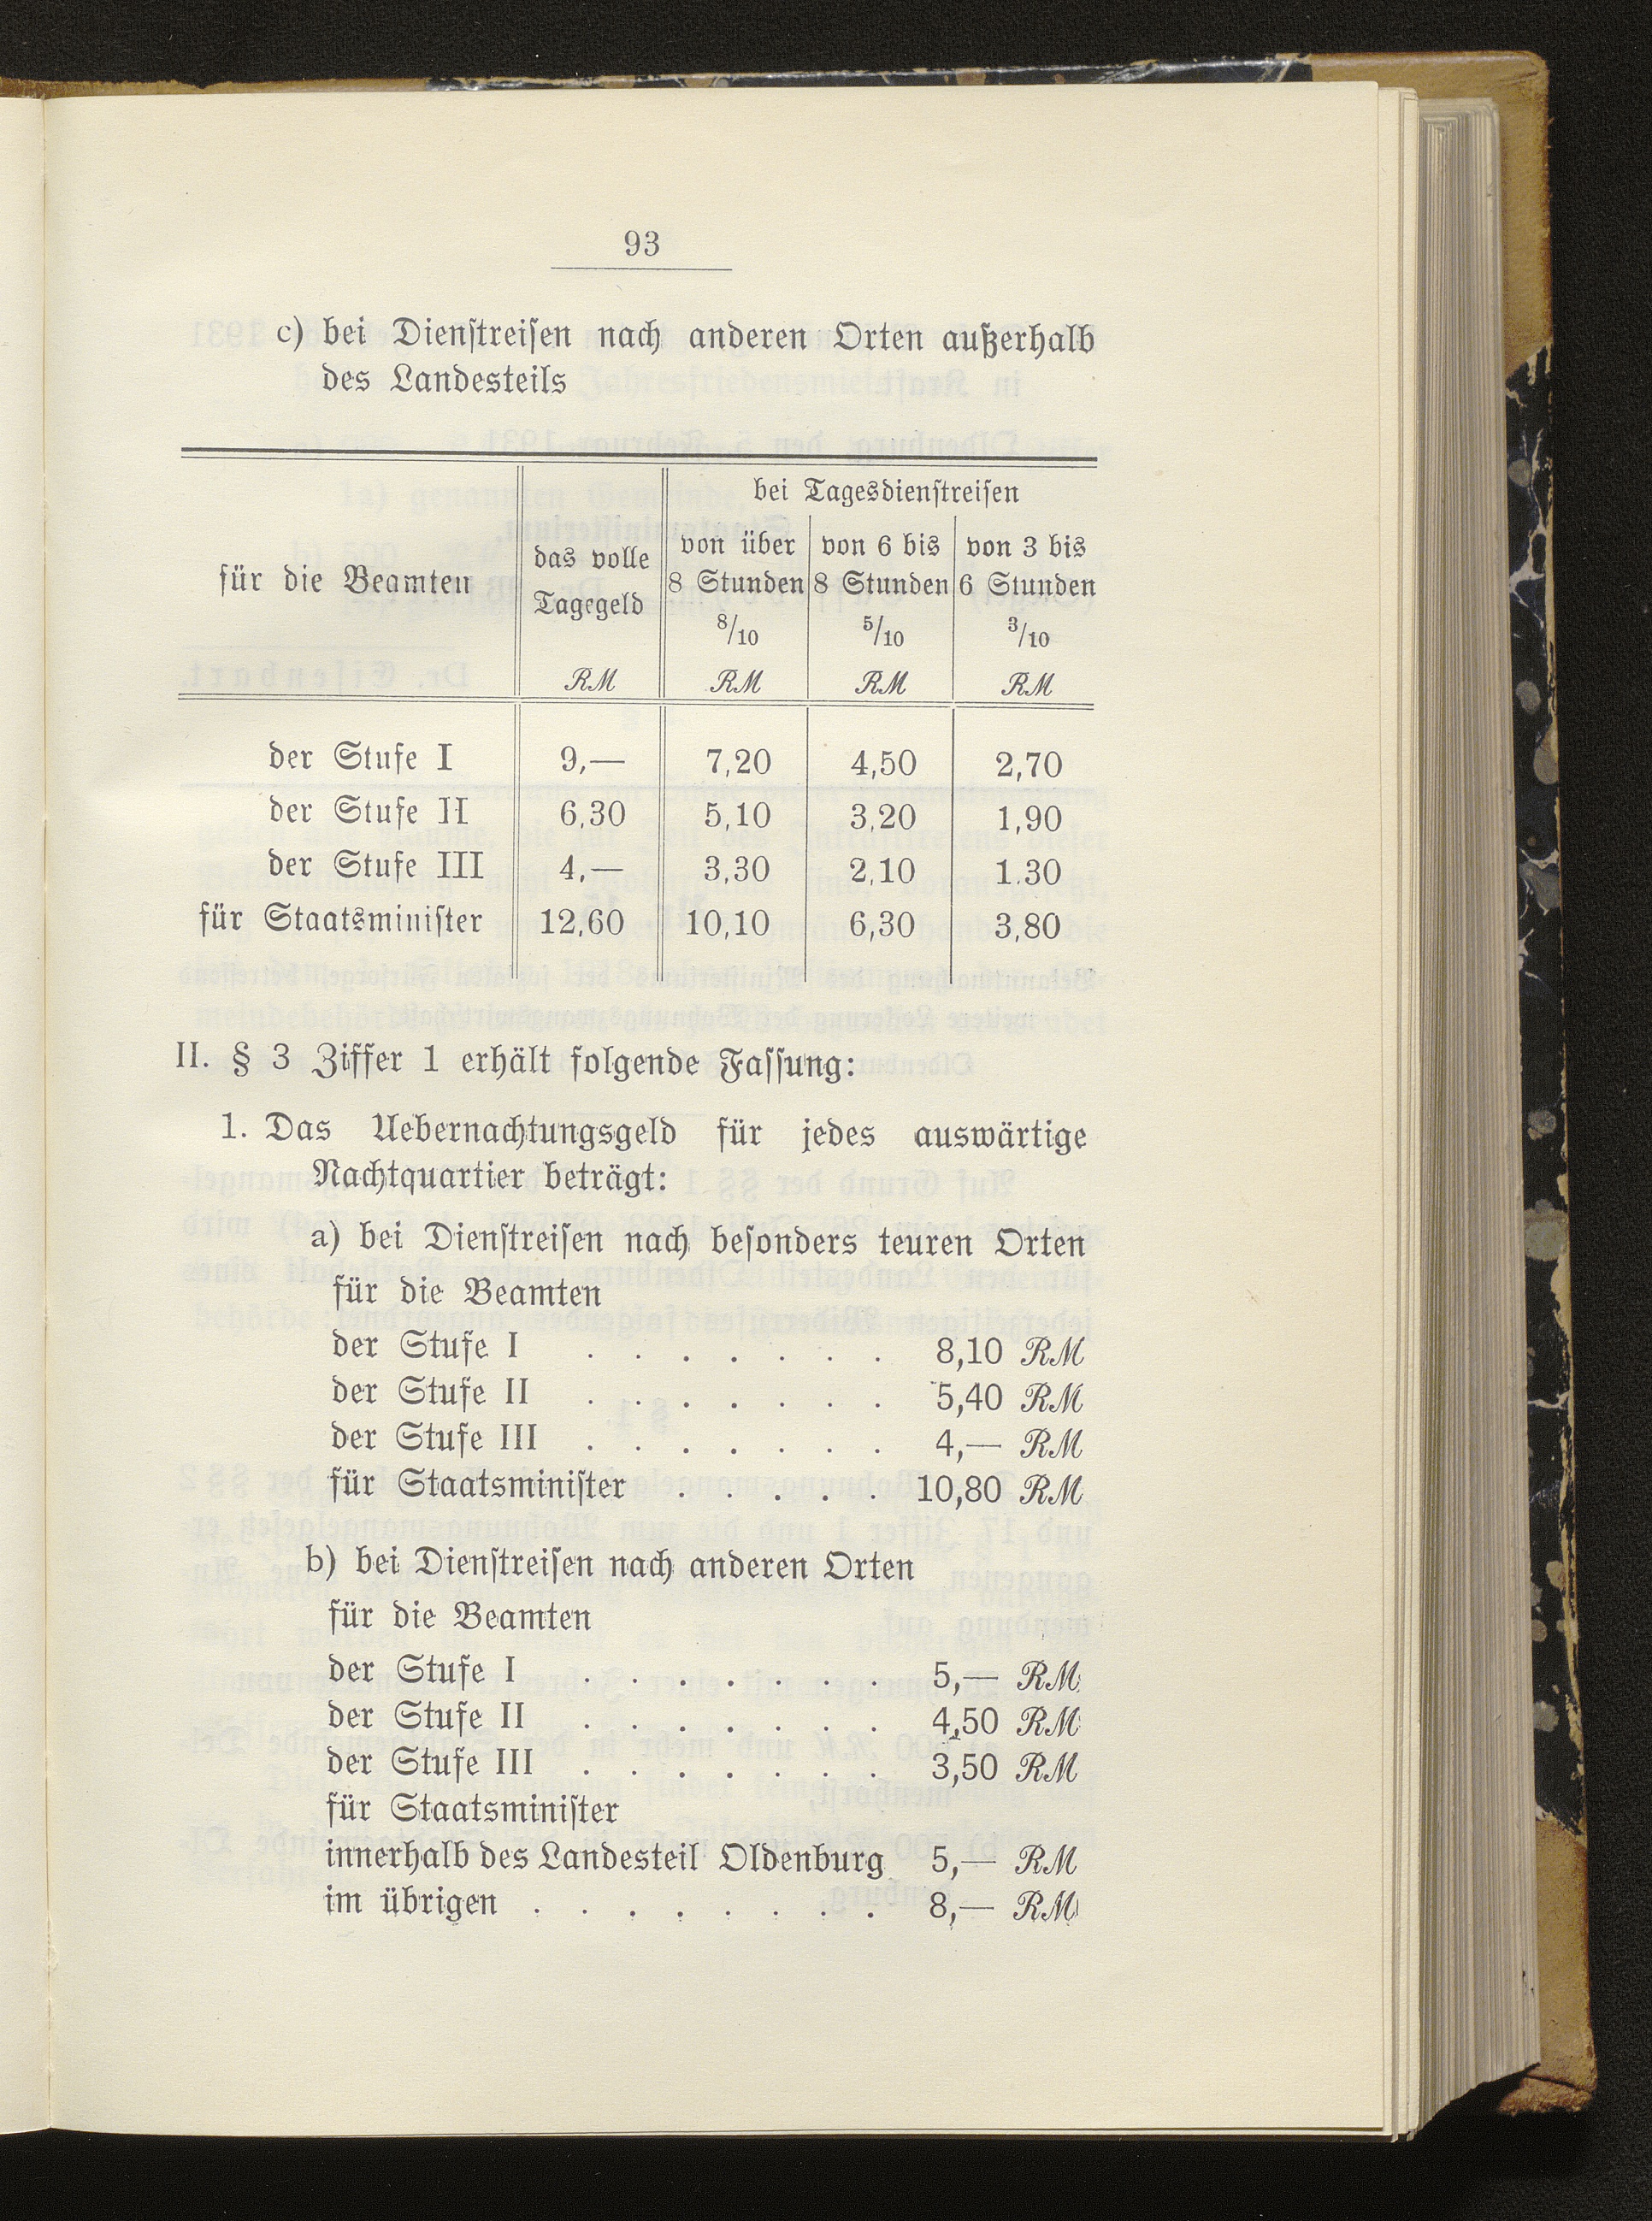 93
c) bei Dienstreisen nach anderen Orten außerhalb
des Landesteils
für die Beamten
das volle
Tagegeld
RM
bei Tagesdienstreisen
von über
8 Stunden
8/10
RM
von 6 bis
8 Stunden
5/10
RM
von 3 bis
6 Stunden
3/10
RM
der Stufe I 9,— 7,20 4,50 2,70
der Stufe II 6,30 5,10 3,20 1,90
der Stufe III 4,— 3,30 2,10 1.30
für Staatsminister 12,60 10,10 6,30 3,80
II. § 3 Ziffer 1 erhält folgende Fassung:
1. Das Uebernachtungsgeld für jedes auswärtige
Nachtquartier beträgt:
a) bei Dienstreisen nach besonders teuren Orten
für die Beamten
der Stufe I . . . . . . . 8,10 RM
der Stufe II . . . . . . . 5,40 RM
der Stufe III . . . . . . . 4,— RM
für Staatsminister . . . . . 10,80 RM
b) bei Dienstreisen nach anderen Orten
für die Beamten
der Stufe I . . . . . . . 5,— RM
der Stufe II . . . . . . . 4,50 RM
der Stufe III . . . . . . . 3,50 RM
für Staatsminister
innerhalb des Landesteil Oldenburg 5,— RM
im übrigen . . . . . . . . 8,— RM